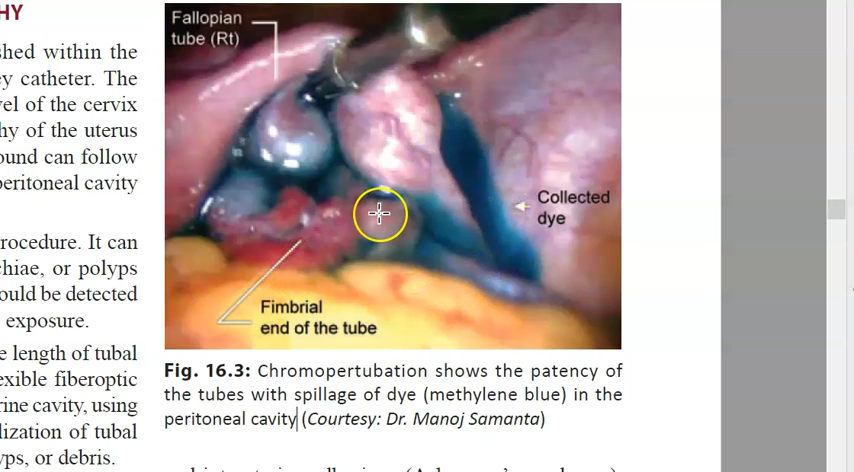 HY
shed within the
ey catheter. The
vel of the cervix
hy of the uterus
ound can follow
peritoneal cavity
rocedure. It can
chiae, or polyps
ould be detected
exposure.
e length of tubal
exible fiberoptic
rine cavity, using
lization of tubal
yps, or debris.
Fallopian
tube (Rt)
Collected
dye
Fimbrial
end of the tube
Fig. 16.3: Chromopertubation shows the patency of
the tubes with spillage of dye (methylene blue) in the
peritoneal cavity (Courtesy: Dr. Manoj Samanta)